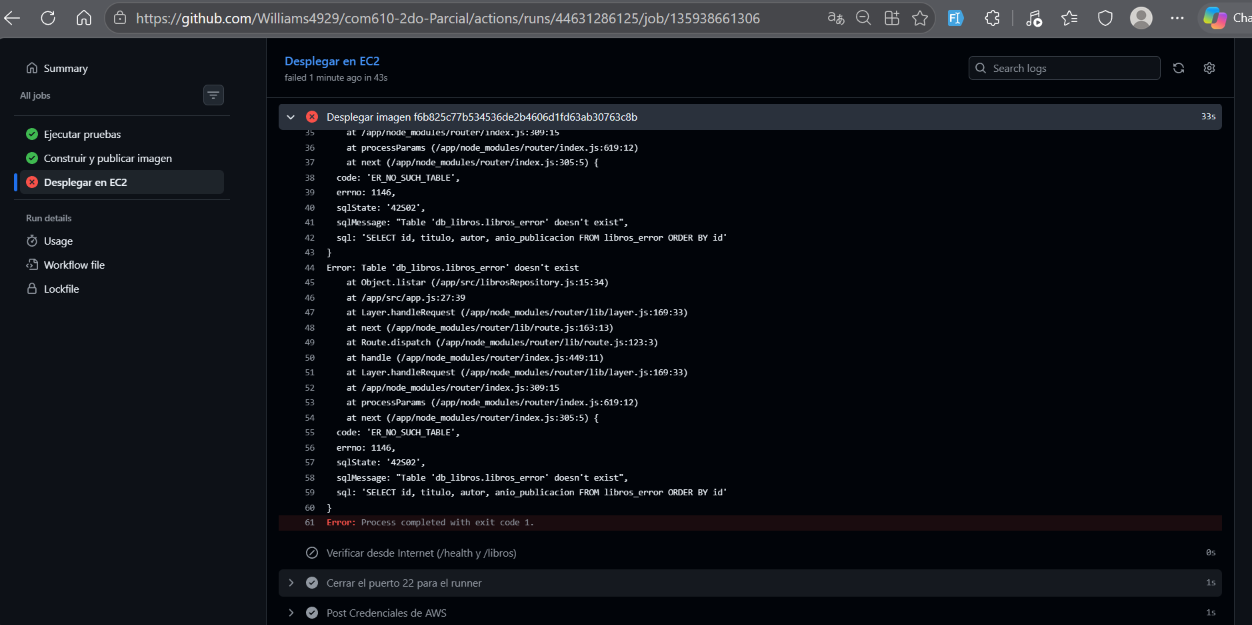 https://github.com/Williams4929/com610-2do-Parcial/actions/runs/44631286125/job/135938661306
Cha
Summary
All jobs
Ejecutar pruebas
Construir y publicar imagen
Desplegar en EC2
Run details
Usage
Workflow file
Lockfile
Desplegar en EC2
failed 1 minute ago in 43s
Search logs
Desplegar imagen f6b825c77b534536de2b4606d1fd63ab30763c8b 33s
35 at /app/node_modules/router/index.js:309:15
36 at processParams (/app/node_modules/router/index.js:619:12)
37 at next (/app/node_modules/router/index.js:305:5) {
38 code: 'ER_NO_SUCH_TABLE',
39 errno: 1146,
40 sqlState: '42S02',
41 sqlMessage: "Table 'db_libros.libros_error' doesn't exist",
42 sql: 'SELECT id, titulo, autor, anio_publicacion FROM libros_error ORDER BY id'
43 }
44 Error: Table 'db_libros.libros_error' doesn't exist
45 at Object.listar (/app/src/librosRepository.js:15:34)
46 at /app/src/app.js:27:39
47 at Layer.handleRequest (/app/node_modules/router/lib/layer.js:169:33)
48 at next (/app/node_modules/router/lib/route.js:163:13)
49 at Route.dispatch (/app/node_modules/router/lib/route.js:123:3)
50 at handle (/app/node_modules/router/index.js:449:11)
51 at Layer.handleRequest (/app/node_modules/router/lib/layer.js:169:33)
52 at /app/node_modules/router/index.js:309:15
53 at processParams (/app/node_modules/router/index.js:619:12)
54 at next (/app/node_modules/router/index.js:305:5) {
55 code: 'ER_NO_SUCH_TABLE',
56 errno: 1146,
57 sqlState: '42S02',
58 sqlMessage: "Table 'db_libros.libros_error' doesn't exist",
59 sql: 'SELECT id, titulo, autor, anio_publicacion FROM libros_error ORDER BY id'
60 }
61 Error: Process completed with exit code 1.
Verificar desde Internet (/health y /libros) 0s
Cerrar el puerto 22 para el runner 1s
Post Credenciales de AWS 1s